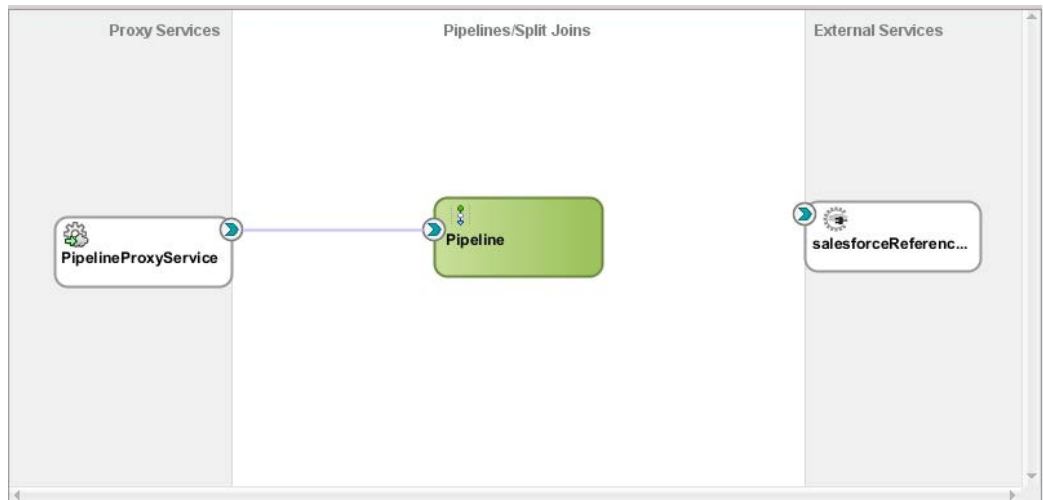 Proxy Services
Pipelines/Split Joins
External Services
PipelineProxyService
Pipeline
salesforceReferenc...